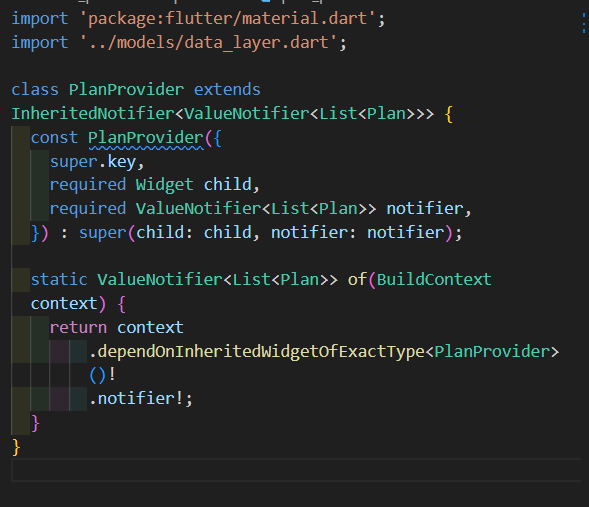 import 'package:flutter/material.dart';
import '../models/data_layer.dart';
class PlanProvider extends
InheritedNotifier<ValueNotifier<List<Plan>>> {
const PlanProvider({
super.key,
required Widget child,
required ValueNotifier<List<Plan>> notifier,
}) : super(child: child, notifier: notifier);
static ValueNotifier<List<Plan>> of(BuildContext
context) {
return context
.dependOnInheritedWidgetOfExactType<PlanProvider>
()!
.notifier!;
}
}